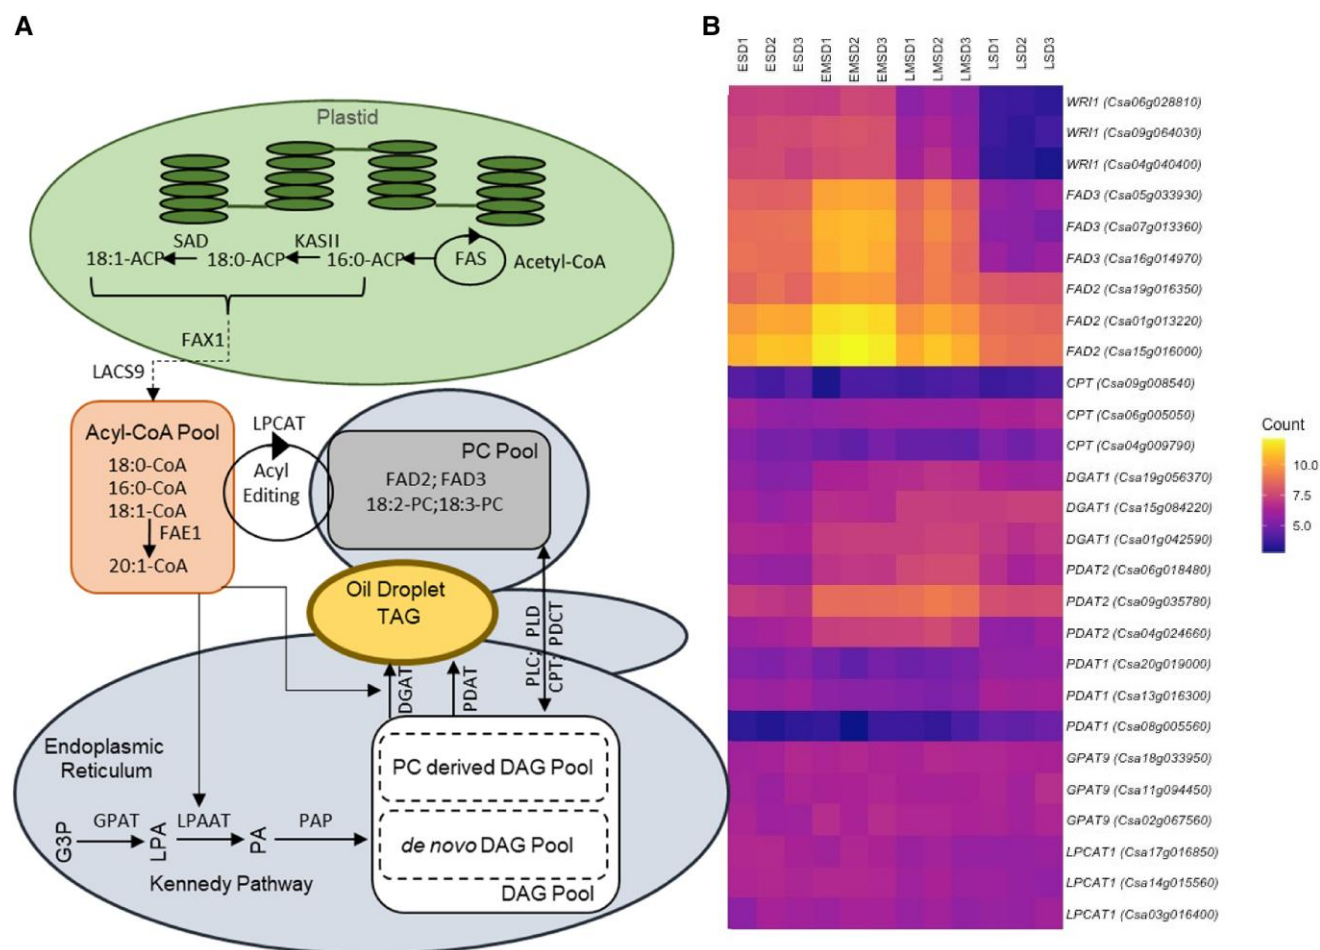 A
Plastid
SAD
KASII
18:1-ACP
18:0-ACP
16:0-ACP
FAS
Acetyl-CoA
FAX1
LACS9
Acyl-CoA Pool
18:0-CoA
16:0-CoA
18:1-CoA
FAE1
20:1-CoA
LPCAT
Acyl
Editing
PC Pool
FAD2; FAD3
18:2-PC;18:3-PC
Oil Droplet
TAG
PLC; PLD
CPT; PDCT
DGAT
PDAT
Endoplasmic
Reticulum
PC derived DAG Pool
de novo DAG Pool
DAG Pool
G3P
GPAT
LPA
LPAAT
PA
PAP
Kennedy Pathway
B
ESD1
ESD2
ESD3
EMSD1
EMSD2
EMSD3
LMSD1
LMSD2
LMSD3
LSD1
LSD2
LSD3
WRI1 (Csa06g028810)
WRI1 (Csa09g064030)
WRI1 (Csa04g040400)
FAD3 (Csa05g033930)
FAD3 (Csa07g013360)
FAD3 (Csa16g014970)
FAD2 (Csa19g016350)
FAD2 (Csa01g013220)
FAD2 (Csa15g016000)
CPT (Csa09g008540)
CPT (Csa06g005050)
CPT (Csa04g009790)
DGAT1 (Csa19g056370)
DGAT1 (Csa15g084220)
DGAT1 (Csa01g042590)
PDAT2 (Csa06g018480)
PDAT2 (Csa09g035780)
PDAT2 (Csa04g024660)
PDAT1 (Csa20g019000)
PDAT1 (Csa13g016300)
PDAT1 (Csa08g005560)
GPAT9 (Csa18g033950)
GPAT9 (Csa11g094450)
GPAT9 (Csa02g067560)
LPCAT1 (Csa17g016850)
LPCAT1 (Csa14g015560)
LPCAT1 (Csa03g016400)
Count
10.0
7.5
5.0